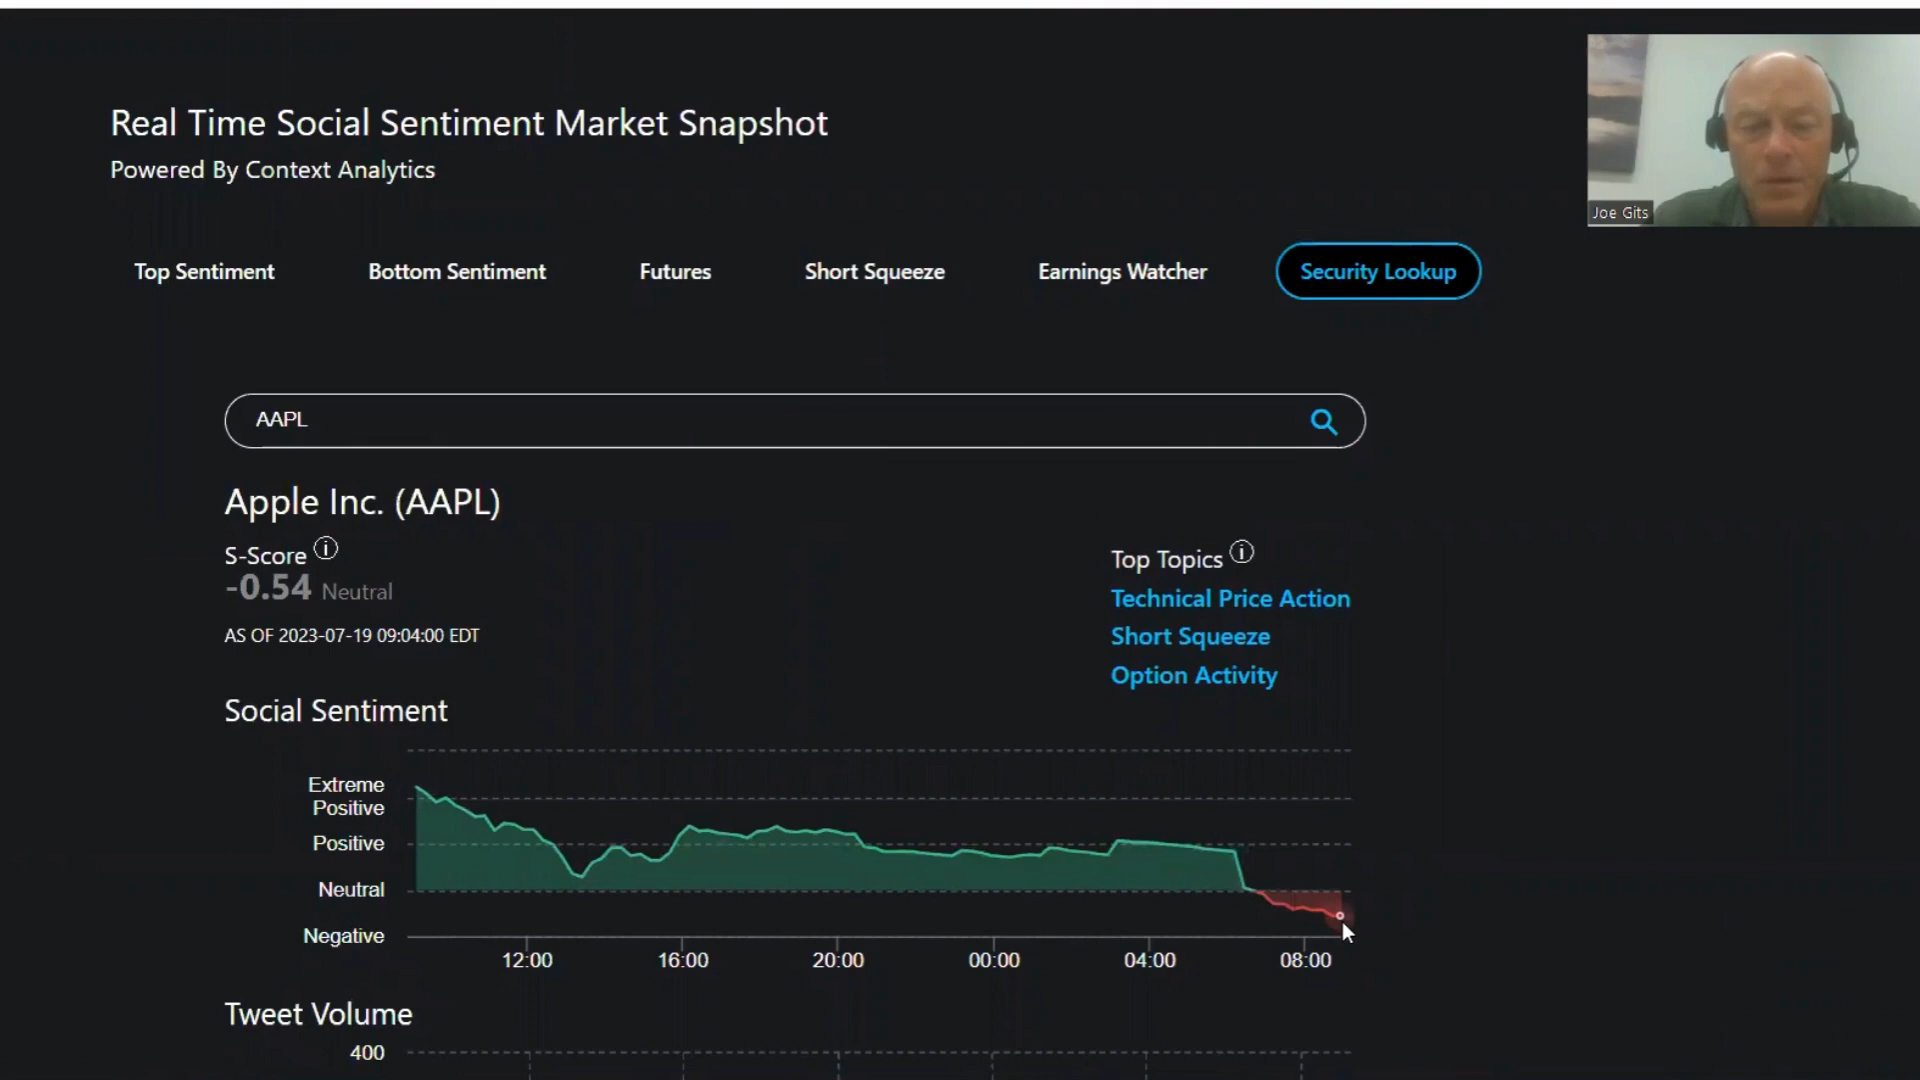 Real Time Social Sentiment Market Snapshot
Powered By Context Analytics
Joe Gits
Top Sentiment
Bottom Sentiment
Futures
Short Squeeze
Earnings Watcher
Security Lookup
AAPL
Apple Inc. (AAPL)
S-Score
-0.54 Neutral
AS OF 2023-07-19 09:04:00 EDT
Top Topics
Technical Price Action
Short Squeeze
Option Activity
Social Sentiment
Extreme
Positive
Positive
Neutral
Negative
12:00
16:00
20:00
00:00
04:00
08:00
Tweet Volume
400